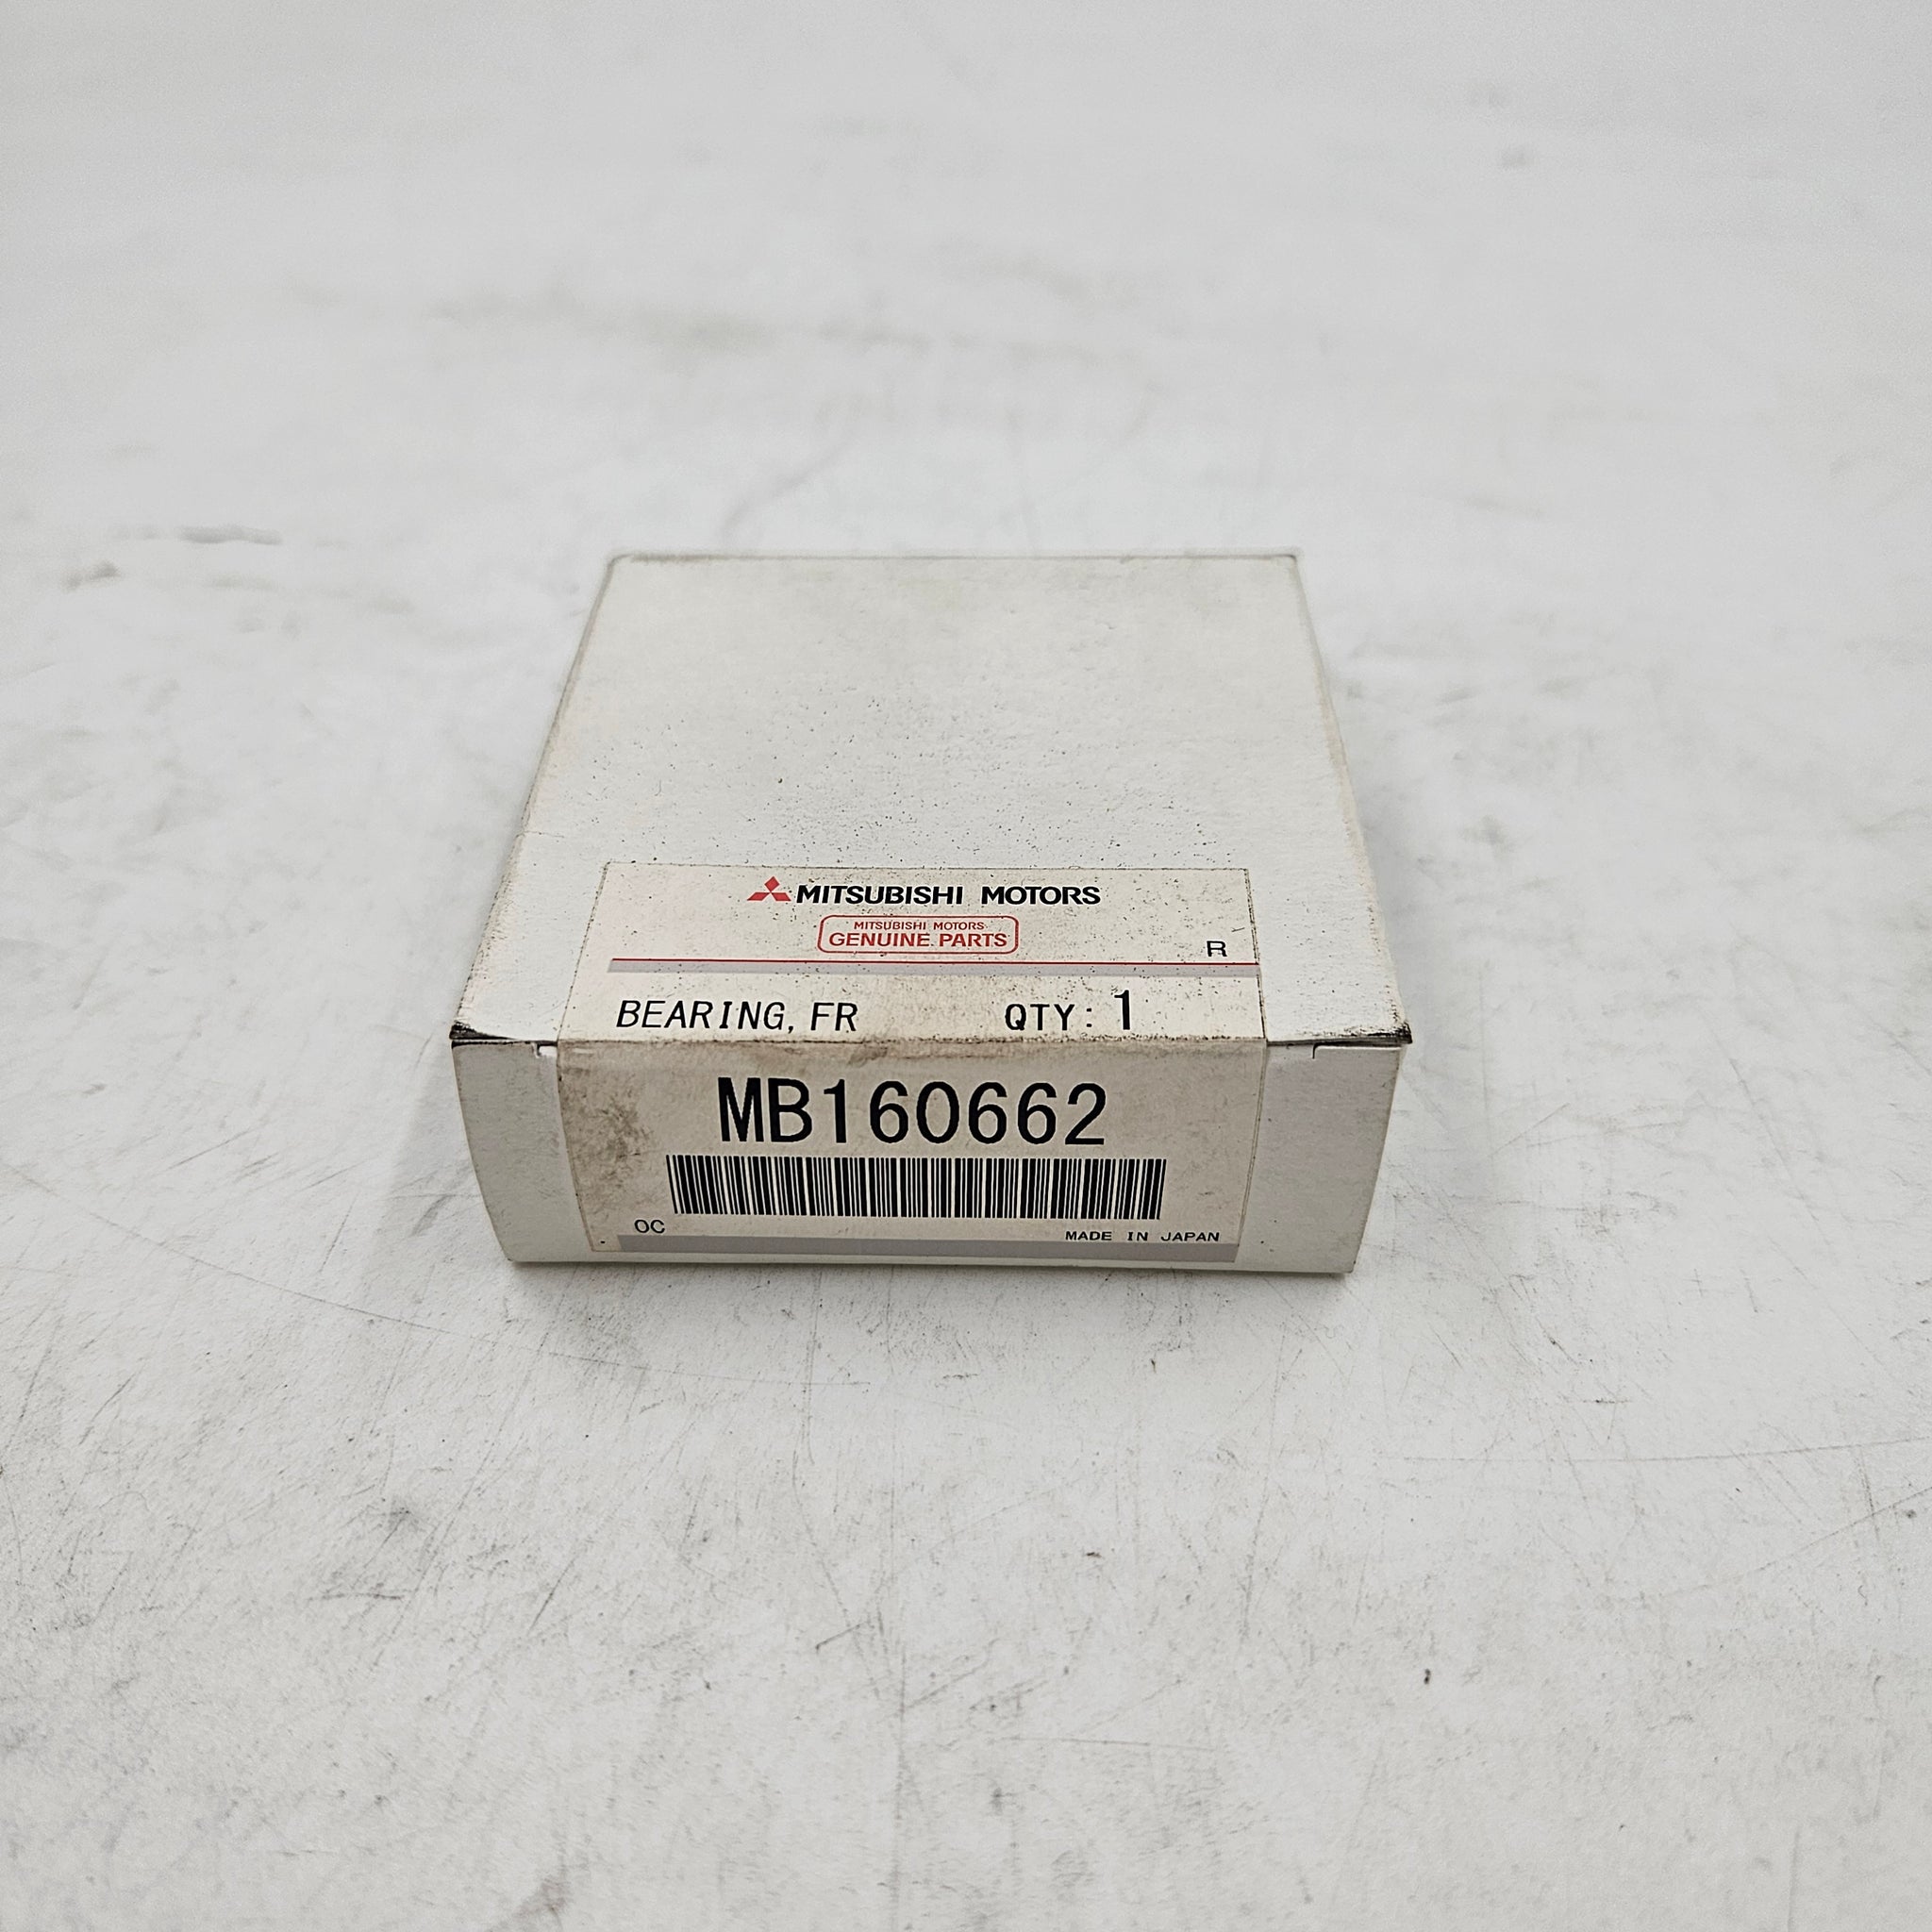 MITSUBISHI MOTORS
MITSUBISHI MOTORS
GENUINE PARTS
R
BEARING, FR QTY: 1
MB160662
OC
MADE IN JAPAN